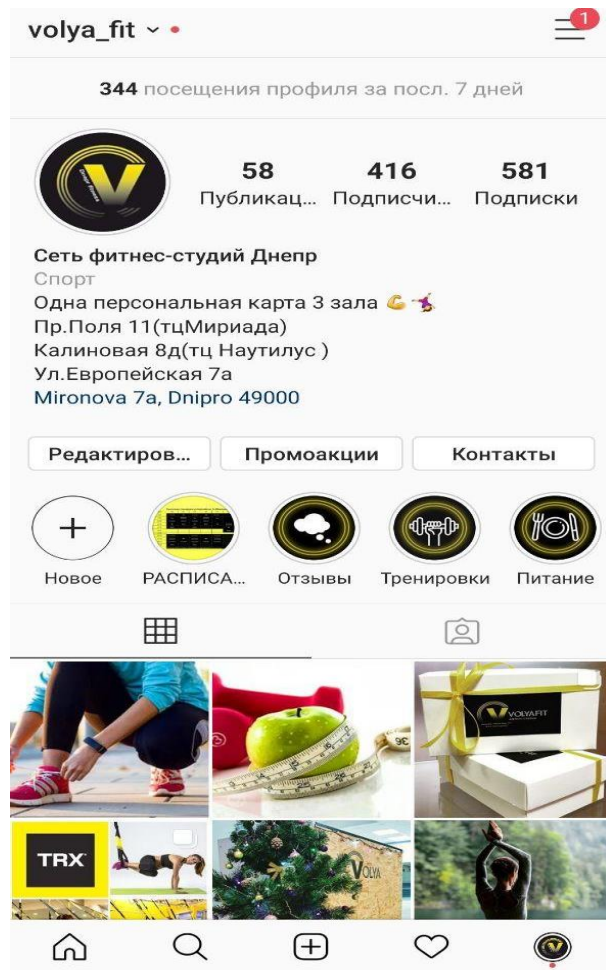 volya_fit
1
344 посещения профиля за посл. 7 дней
58 416 581
Публикац... Подписчи... Подписки
Сеть фитнес-студий Днепр
Спорт
Одна персональная карта 3 зала 💪🤸‍♀️
Пр.Поля 11(тцМириада)
Калиновая 8д(тц Наутилус )
Ул.Европейская 7а
Mironova 7a, Dnipro 49000
Редактиров... Промоакции Контакты
Новое РАСПИСА... Отзывы Тренировки Питание
VOLYAFIT
TRX
VOLYA